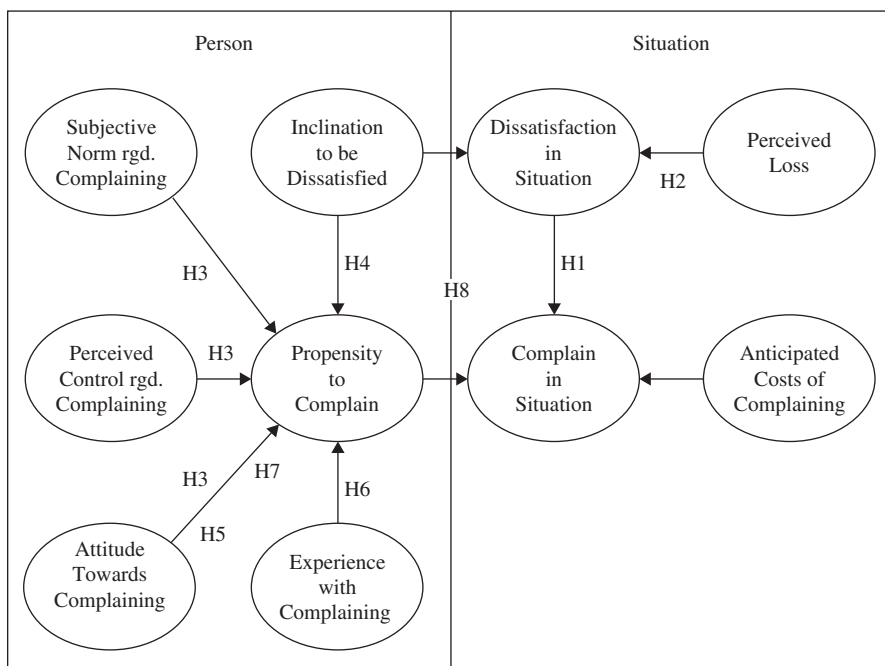 Person
Situation
Subjective
Norm rgd.
Complaining
Inclination
to be
Dissatisfied
Dissatisfaction
in
Situation
Perceived
Loss
H2
H3
H4
H1
H8
Perceived
Control rgd.
Complaining
H3
Propensity
to
Complain
Complain
in
Situation
Anticipated
Costs of
Complaining
H3
H7
H5
H6
Attitude
Towards
Complaining
Experience
with
Complaining